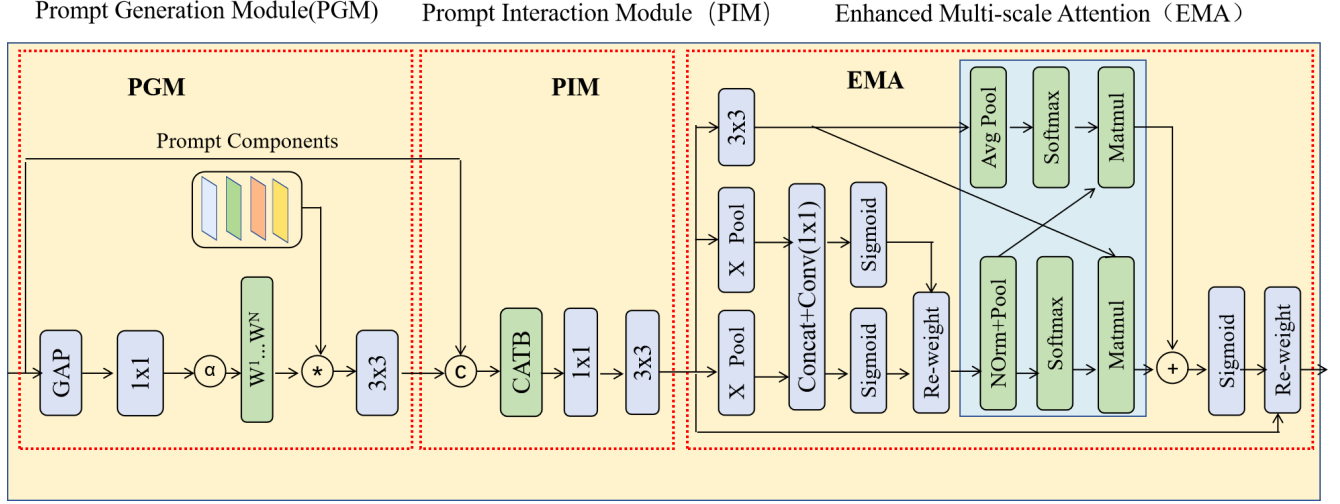 Prompt Generation Module(PGM)
Prompt Interaction Module （PIM）
Enhanced Multi-scale Attention（EMA）
PGM
PIM
EMA
Prompt Components
GAP
1x1
α
W¹... Wᴺ
*
3x3
C
CATB
1x1
3x3
3x3
X Pool
X Pool
Concat+Conv(1x1)
Sigmoid
Sigmoid
Re-weight
Avg Pool
Softmax
Matmul
NOrm+Pool
Softmax
Matmul
+
Sigmoid
Re-weight